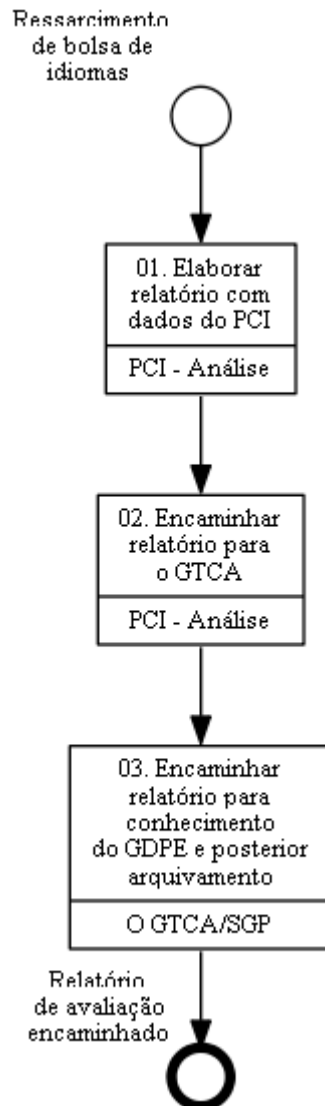 Ressarcimento
de bolsa de
idiomas
01. Elaborar
relatório com
dados do PCI
PCI - Análise
02. Encaminhar
relatório para
o GTCA
PCI - Análise
03. Encaminhar
relatório para
conhecimento
do GDPE e posterior
arquivamento
O GTCA/SGP
Relatório
de avaliação
encaminhado